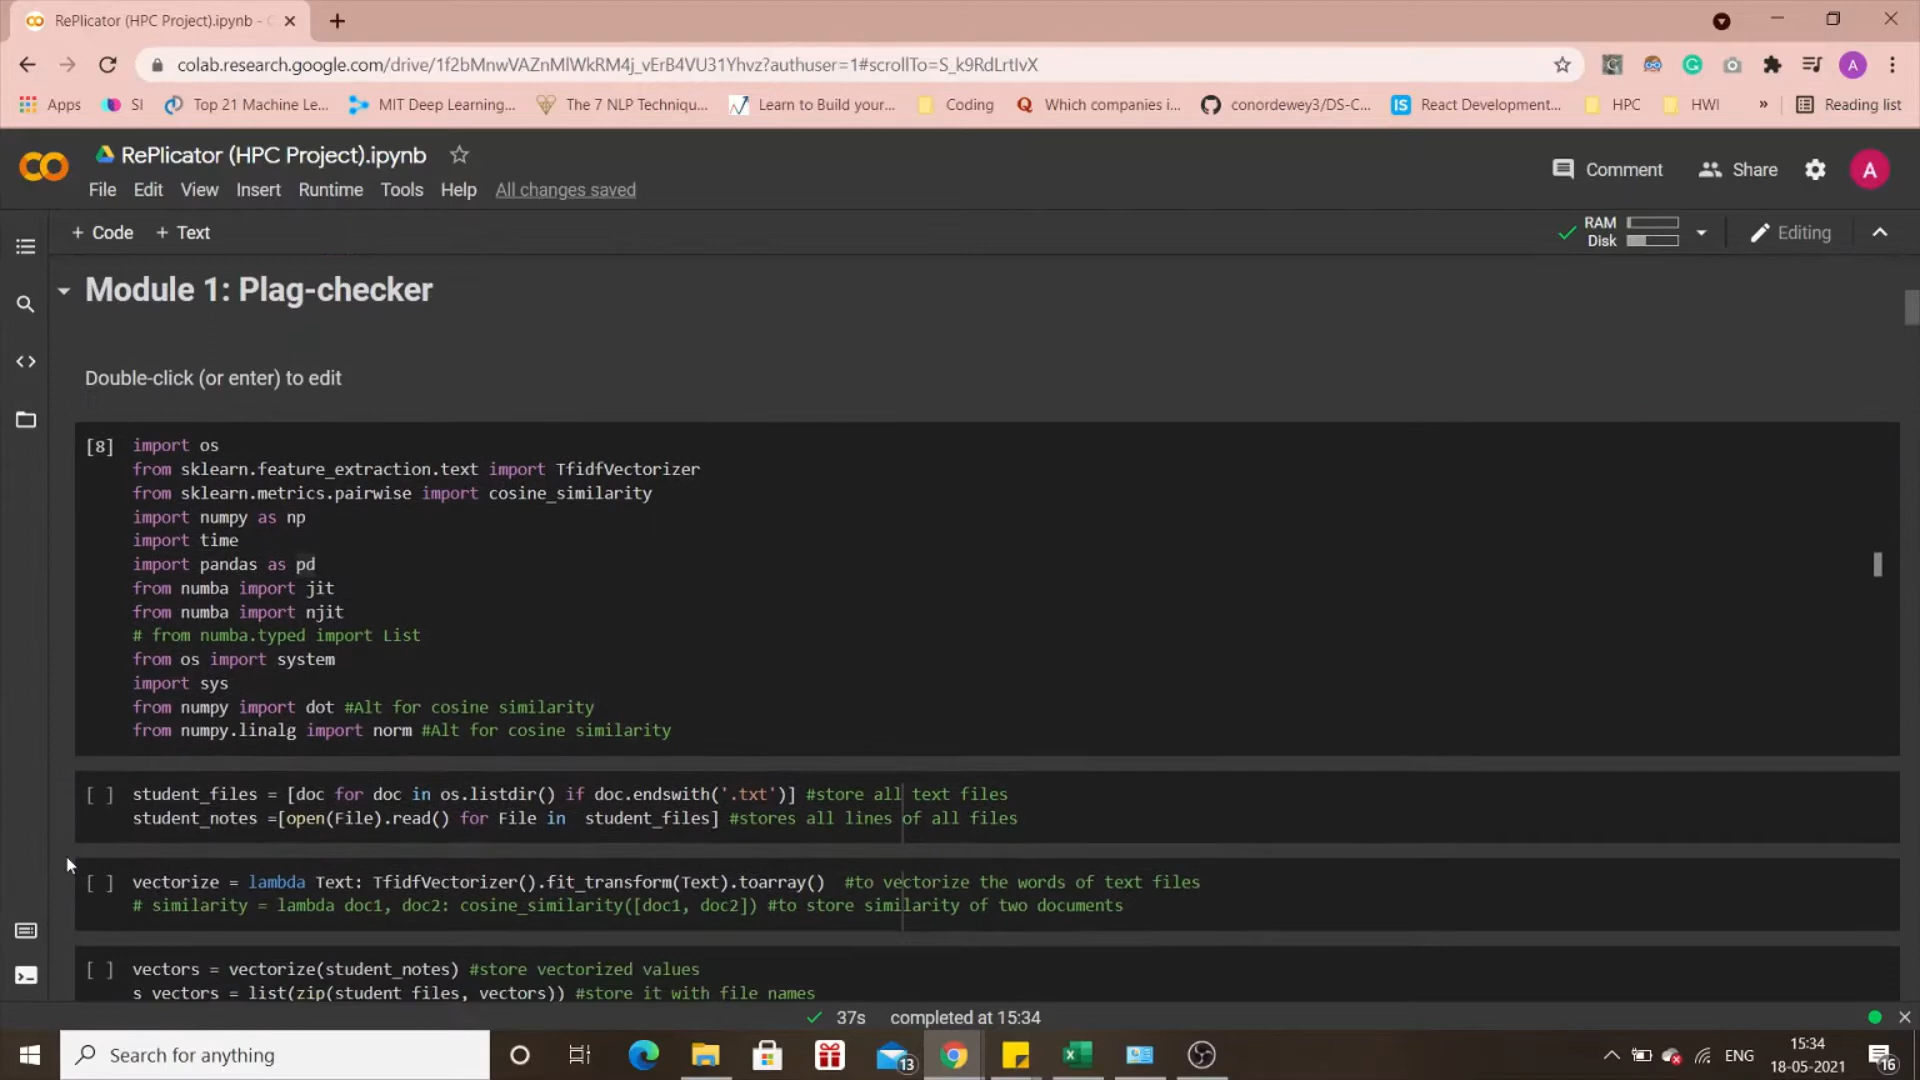 RePlicator (HPC Project).ipynb -
colab.research.google.com/drive/1f2bMnwVAZnMlWkRM4j_vErB4VU31Yhvz?authuser=1#scrollTo=S_k9RdLrtIvX
A
Apps SI Top 21 Machine Le... MIT Deep Learning... The 7 NLP Techniqu... Learn to Build your... Coding Which companies i... conordewey3/DS-C... IS React Development... HPC HWI » Reading list
RePlicator (HPC Project).ipynb
Comment Share A
File Edit View Insert Runtime Tools Help All changes saved
+ Code + Text RAM Disk Editing
Module 1: Plag-checker
Double-click (or enter) to edit
[8] import os
from sklearn.feature_extraction.text import TfidfVectorizer
from sklearn.metrics.pairwise import cosine_similarity
import numpy as np
import time
import pandas as pd
from numba import jit
from numba import njit
# from numba.typed import List
from os import system
import sys
from numpy import dot #Alt for cosine similarity
from numpy.linalg import norm #Alt for cosine similarity
[ ] student_files = [doc for doc in os.listdir() if doc.endswith('.txt')] #store all text files
student_notes =[open(File).read() for File in  student_files] #stores all lines of all files
[ ] vectorize = lambda Text: TfidfVectorizer().fit_transform(Text).toarray()  #to vectorize the words of text files
# similarity = lambda doc1, doc2: cosine_similarity([doc1, doc2]) #to store similarity of two documents
[ ] vectors = vectorize(student_notes) #store vectorized values
s_vectors = list(zip(student_files, vectors)) #store it with file names
37s completed at 15:34
Search for anything
13
ENG
15:34
18-05-2021
16